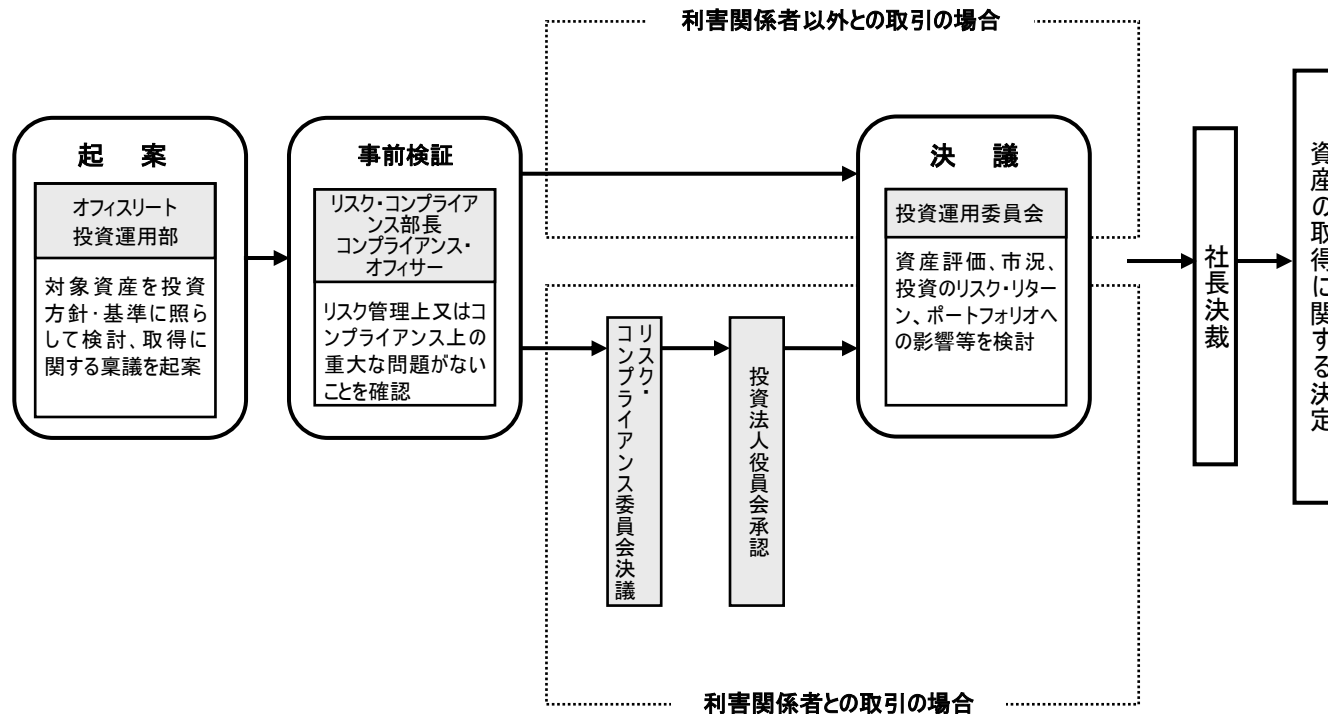 利害関係者以外との取引の場合
起　案
オフィスリート
投資運用部
対象資産を投資
方針・基準に照ら
して検討、取得に
関する稟議を起案
事前検証
リスク・コンプライア
ンス部長
コンプライアンス・
オフィサー
リスク管理上又はコ
ンプライアンス上の
重大な問題がない
ことを確認
リスク・
コンプライアンス委員会決議
投資法人役員会承認
決　議
投資運用委員会
資産評価、市況、
投資のリスク・リター
ン、ポートフォリオへ
の影響等を検討
社長決裁
資産の取得に関する決定
利害関係者との取引の場合